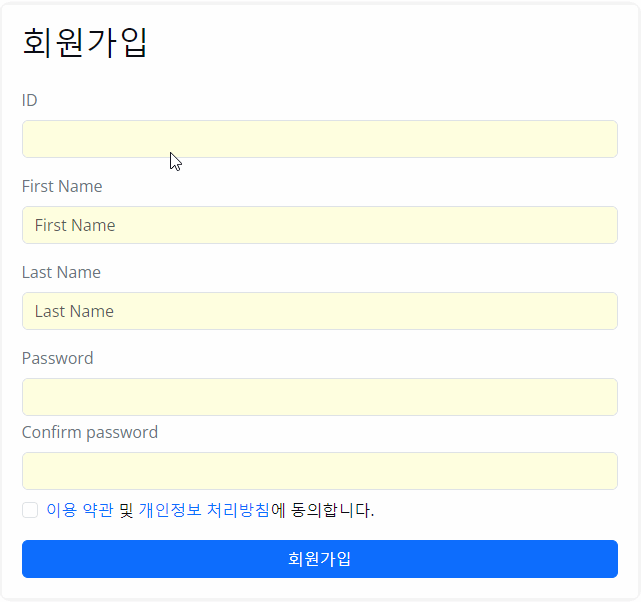 회원가입
ID
First Name
First Name
Last Name
Last Name
Password
Confirm password
이용 약관 및 개인정보 처리방침에 동의합니다.
회원가입